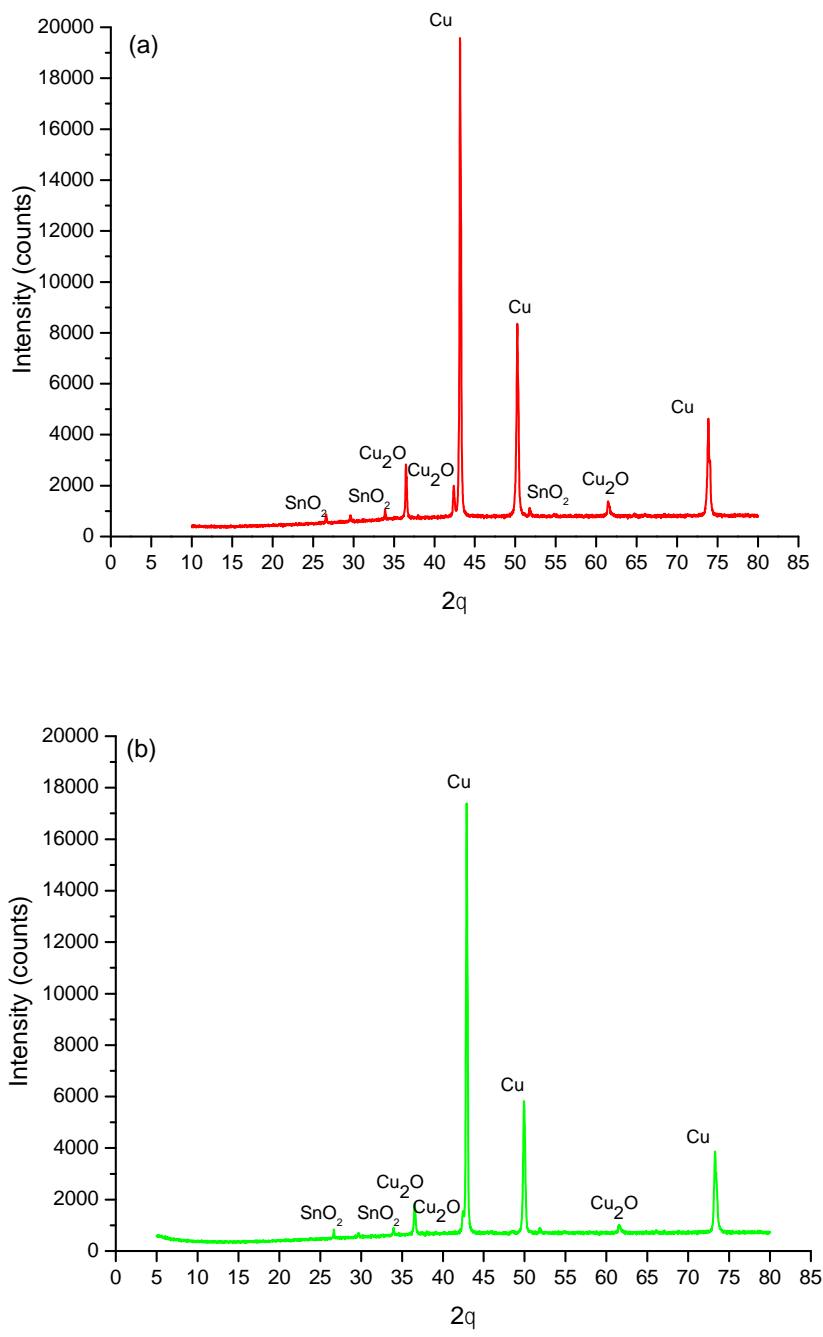 (a)
Cu
20000
18000
16000
14000
12000
10000
8000
6000
4000
2000
0
Intensity (counts)
Cu
Cu
Cu₂O
Cu₂O
SnO₂
SnO₂
SnO₂
Cu₂O
0 5 10 15 20 25 30 35 40 45 50 55 60 65 70 75 80 85
2q
(b)
Cu
20000
18000
16000
14000
12000
10000
8000
6000
4000
2000
0
Intensity (counts)
Cu
Cu
Cu₂O
SnO₂
SnO₂
Cu₂O
Cu₂O
0 5 10 15 20 25 30 35 40 45 50 55 60 65 70 75 80 85
2q